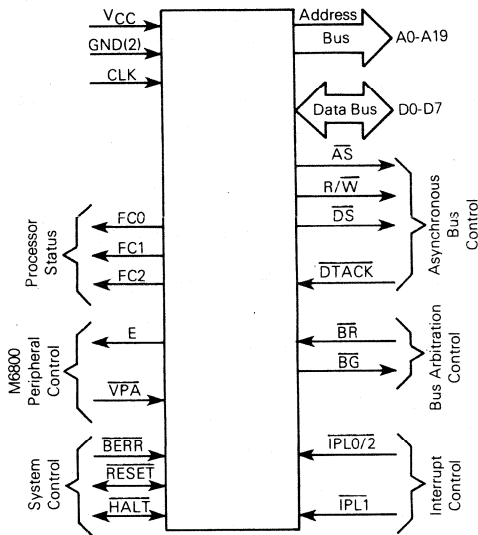 VCC
GND(2)
CLK
Address
Bus
A0-A19
Data Bus
D0-D7
AS
R/W
DS
DTACK
Asynchronous
Bus
Control
FC0
FC1
FC2
Processor
Status
E
VPA
M6800
Peripheral
Control
BR
BG
Bus Arbitration
Control
BERR
RESET
HALT
System
Control
IPL0/2
IPL1
Interrupt
Control